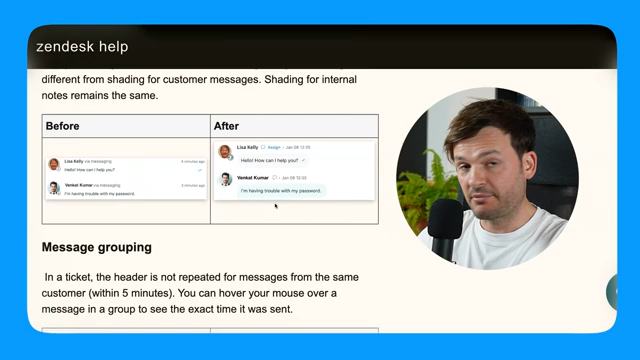 zendesk help
different from shading for customer messages. Shading for internal
notes remains the same.
Before
After
Lisa Kelly via messaging
Hello! How can I help you?
Venkat Kumar via messaging
I'm having trouble with my password.
Lisa Kelly Assign • Jan 08 12:35
Hello! How can I help you?
Venkat Kumar • Jan 08 12:35
I'm having trouble with my password.
Message grouping
In a ticket, the header is not repeated for messages from the same
customer (within 5 minutes). You can hover your mouse over a
message in a group to see the exact time it was sent.